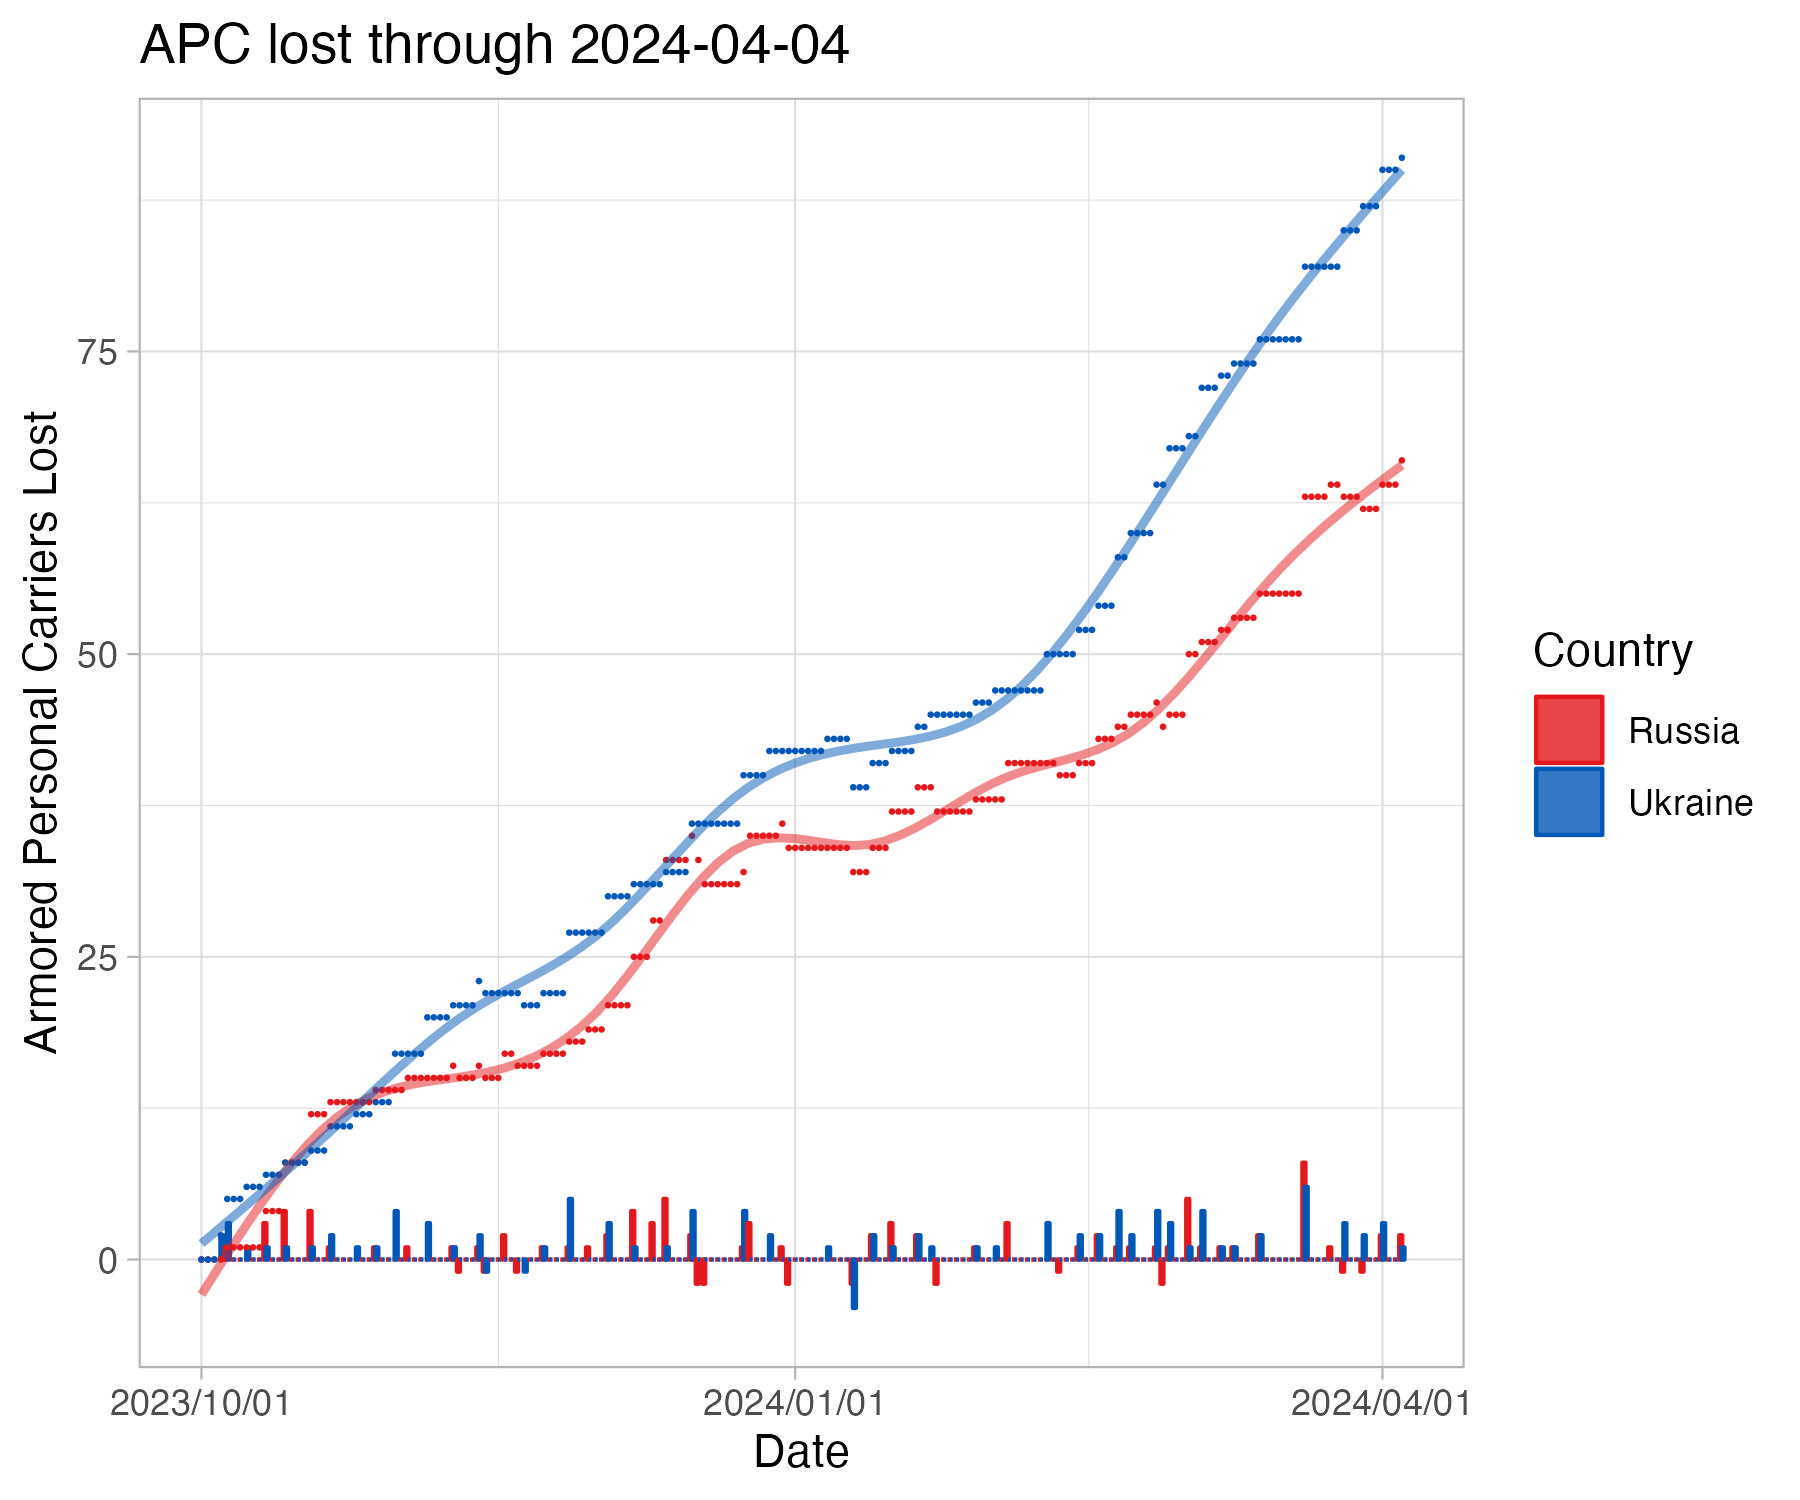 APC lost through 2024-04-04
Armored Personal Carriers Lost
75
50
25
0
2023/10/01
2024/01/01
2024/04/01
Date
Country
Russia
Ukraine